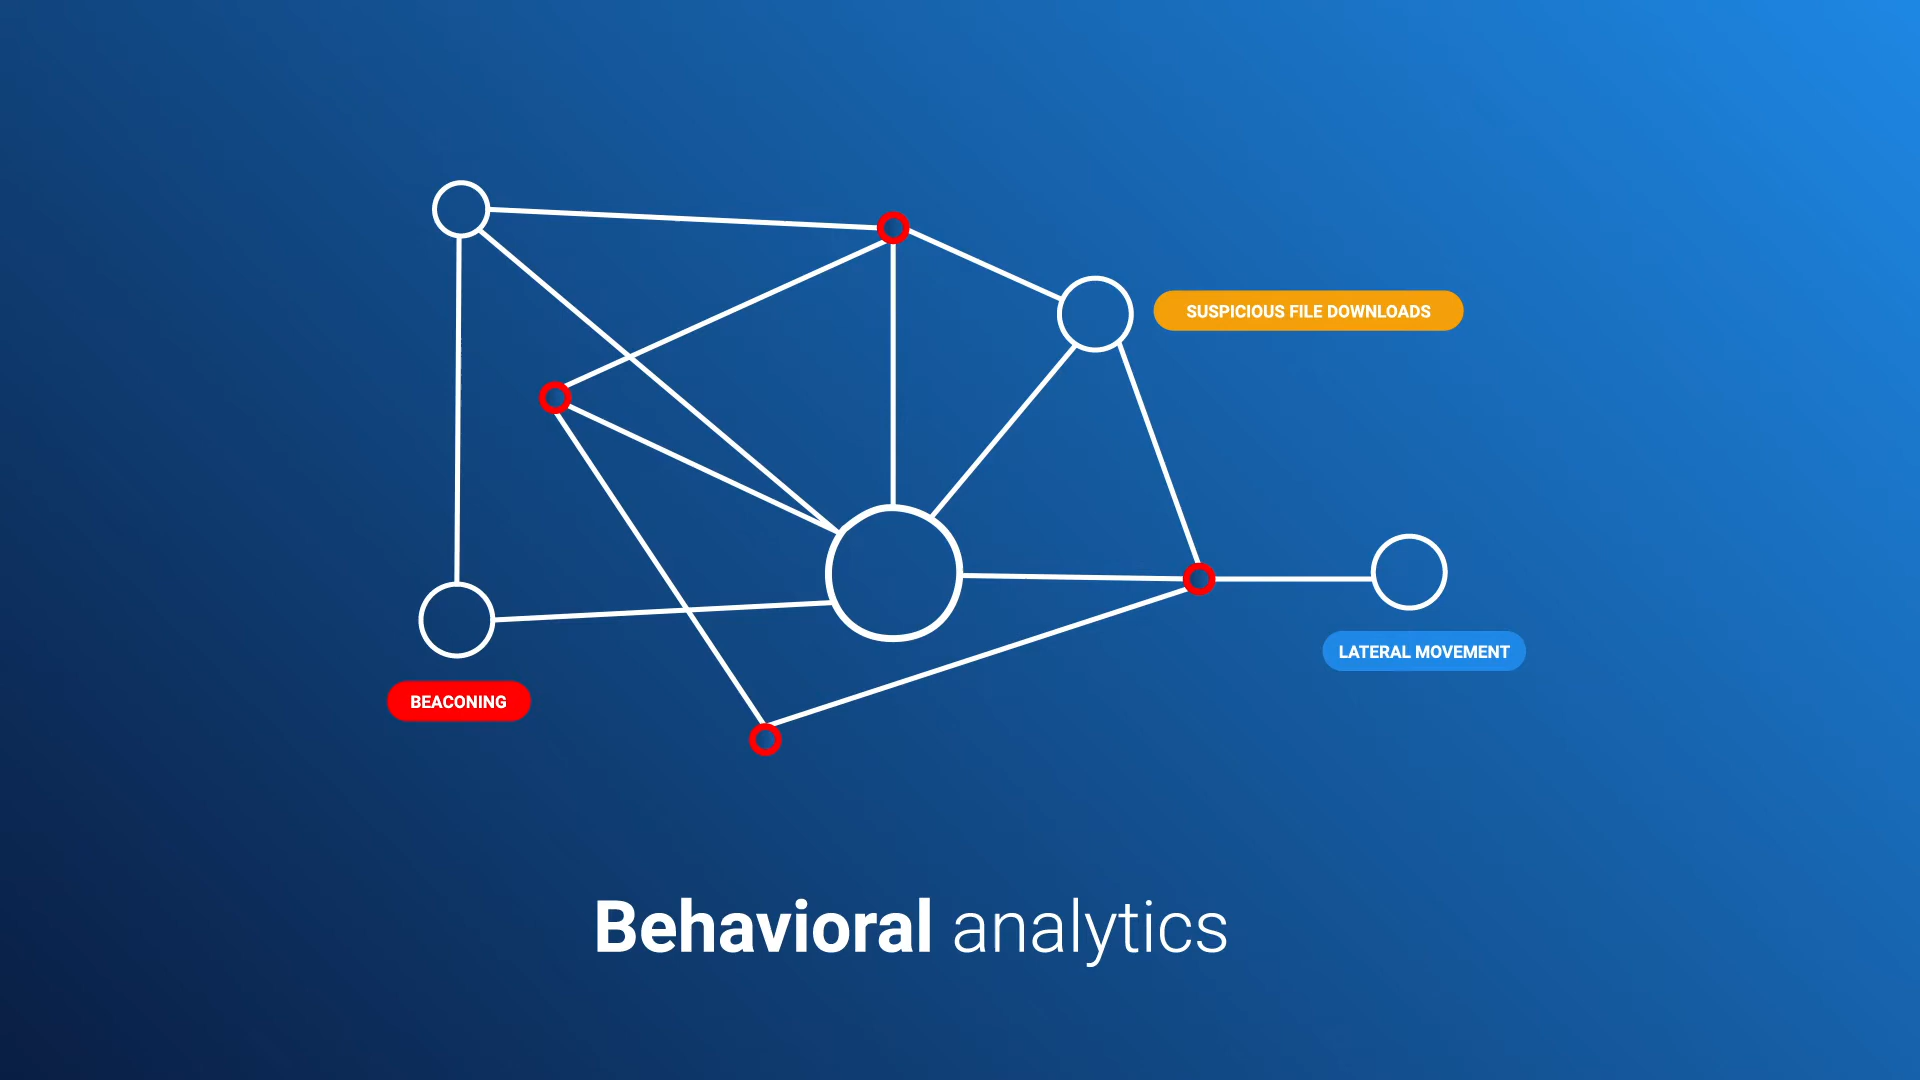 SUSPICIOUS FILE DOWNLOADS
LATERAL MOVEMENT
BEACONING
Behavioral analytics